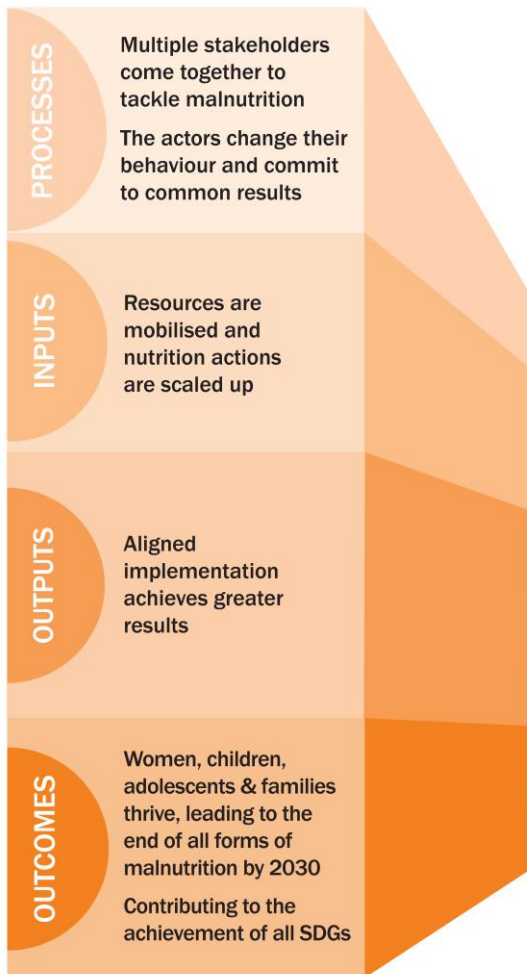 PROCESSES
Multiple stakeholders
come together to
tackle malnutrition
The actors change their
behaviour and commit
to common results
INPUTS
Resources are
mobilised and
nutrition actions
are scaled up
OUTPUTS
Aligned
implementation
achieves greater
results
OUTCOMES
Women, children,
adolescents & families
thrive, leading to the
end of all forms of
malnutrition by 2030
Contributing to the
achievement of all SDGs